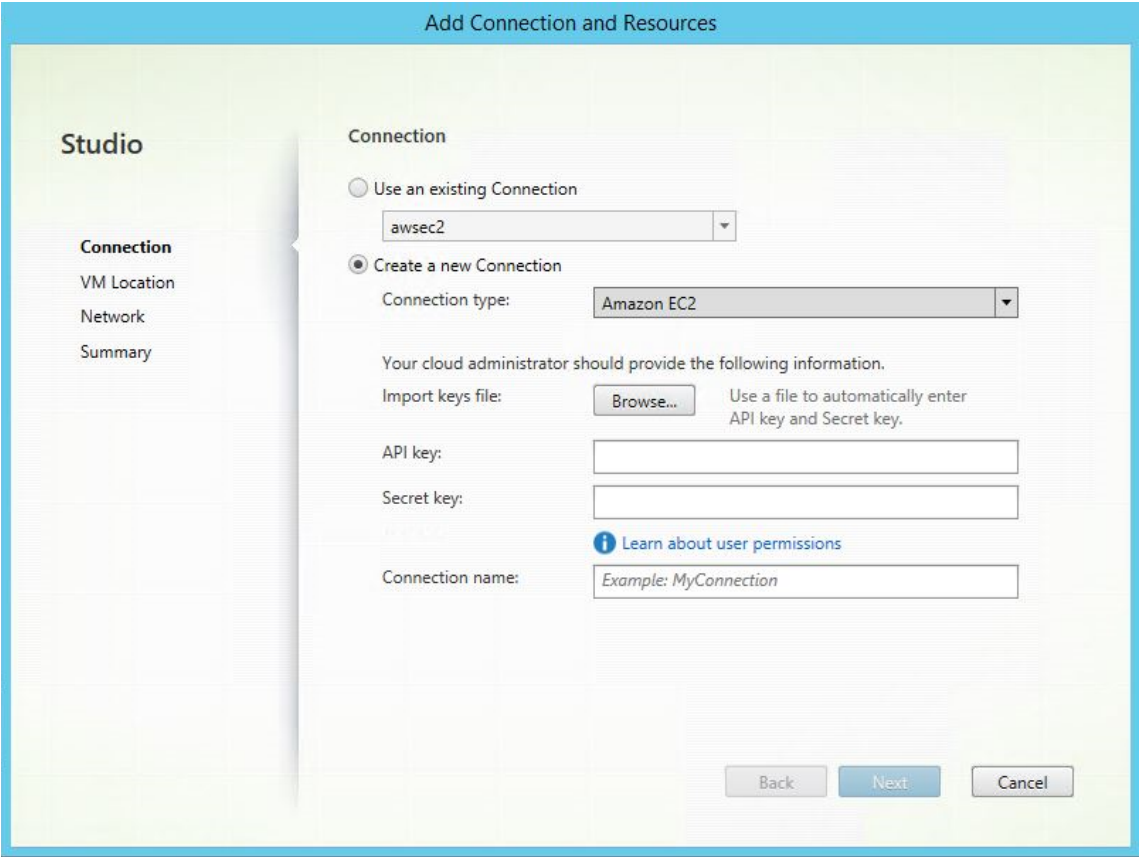 Add Connection and Resources
Studio
Connection
VM Location
Network
Summary
Connection
Use an existing Connection
awsec2
Create a new Connection
Connection type:
Amazon EC2
Your cloud administrator should provide the following information.
Import keys file:
Browse...
Use a file to automatically enter
API key and Secret key.
API key:
Secret key:
Learn about user permissions
Connection name:
Example: MyConnection
Back
Next
Cancel